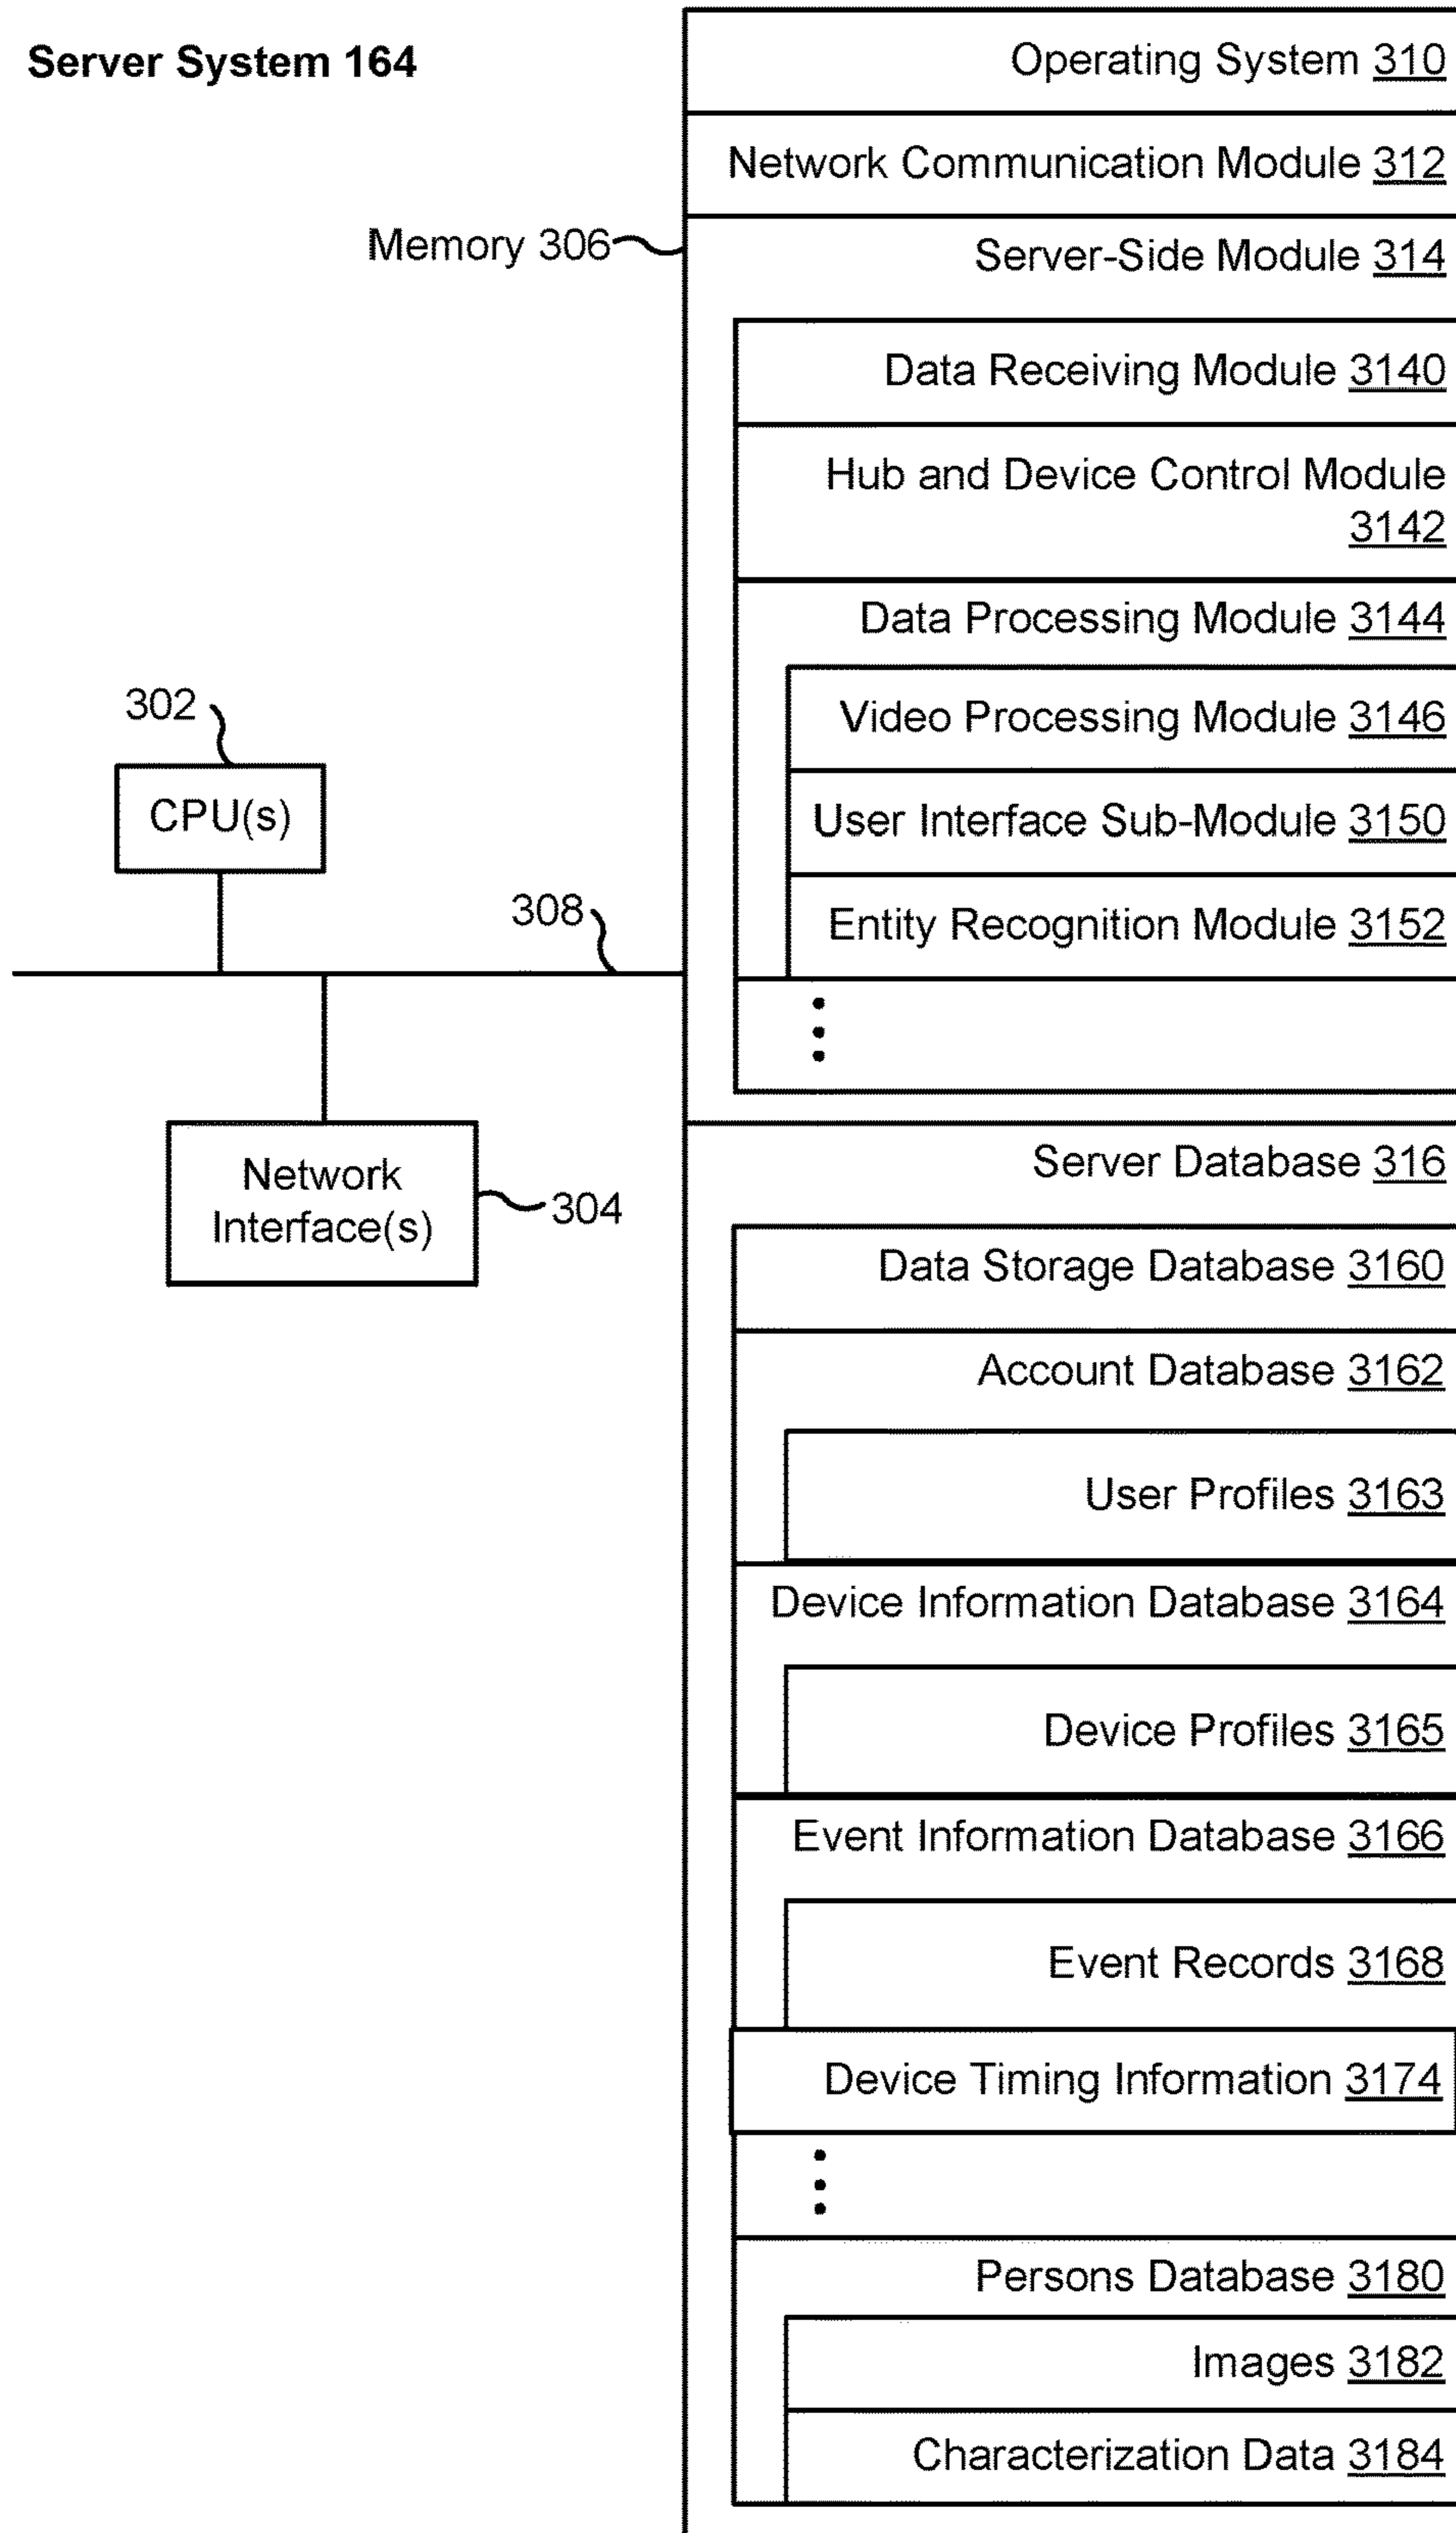 Server System 164
Operating System 310
Network Communication Module 312
Memory 306
Server-Side Module 314
Data Receiving Module 3140
Hub and Device Control Module
3142
Data Processing Module 3144
Video Processing Module 3146
User Interface Sub-Module 3150
Entity Recognition Module 3152
302
CPU(s)
308
Network
Interface(s)
304
Server Database 316
Data Storage Database 3160
Account Database 3162
User Profiles 3163
Device Information Database 3164
Device Profiles 3165
Event Information Database 3166
Event Records 3168
Device Timing Information 3174
Persons Database 3180
Images 3182
Characterization Data 3184